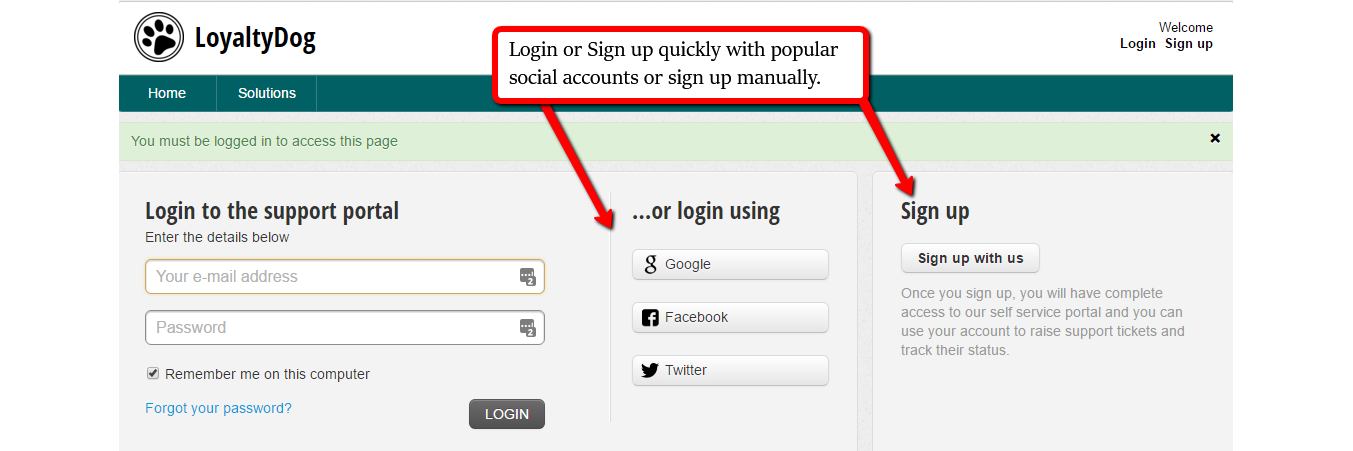 LoyaltyDog
Welcome
Login Sign up
Login or Sign up quickly with popular
social accounts or sign up manually.
Home
Solutions
You must be logged in to access this page
Login to the support portal
Enter the details below
Your e-mail address
2
Password
2
Remember me on this computer
Forgot your password?
LOGIN
...or login using
Google
Facebook
Twitter
Sign up
Sign up with us
Once you sign up, you will have complete
access to our self service portal and you can
use your account to raise support tickets and
track their status.